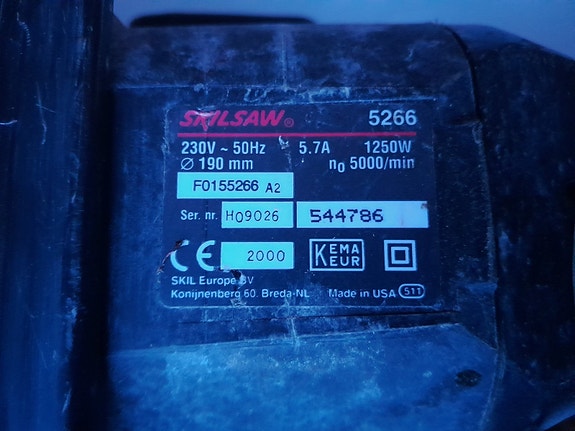 SKILSAW® 5266
230V ~ 50Hz 5.7A 1250W
Ø 190 mm n₀ 5000/min
F0155266 A2
Ser. nr. H09026 544786
CE 2000 KEMA KEUR
SKIL Europe BV
Konijnenberg 60. Breda-NL Made in USA 511